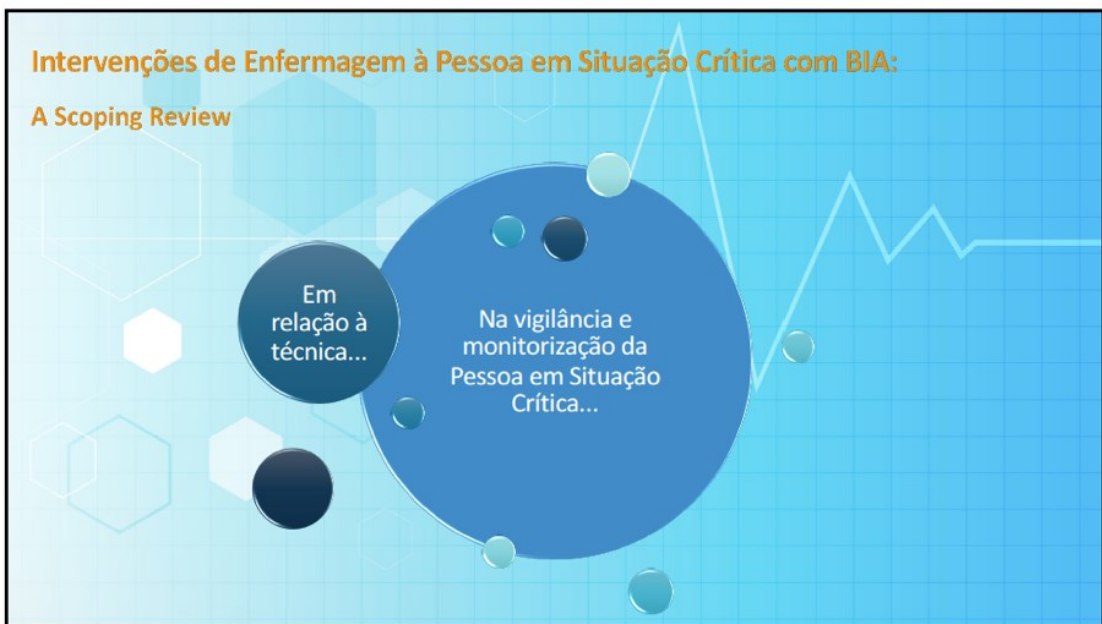 Intervenções de Enfermagem à Pessoa em Situação Crítica com BIA:
A Scoping Review
Em
relação à
técnica...
Na vigilância e
monitorização da
Pessoa em Situação
Crítica...